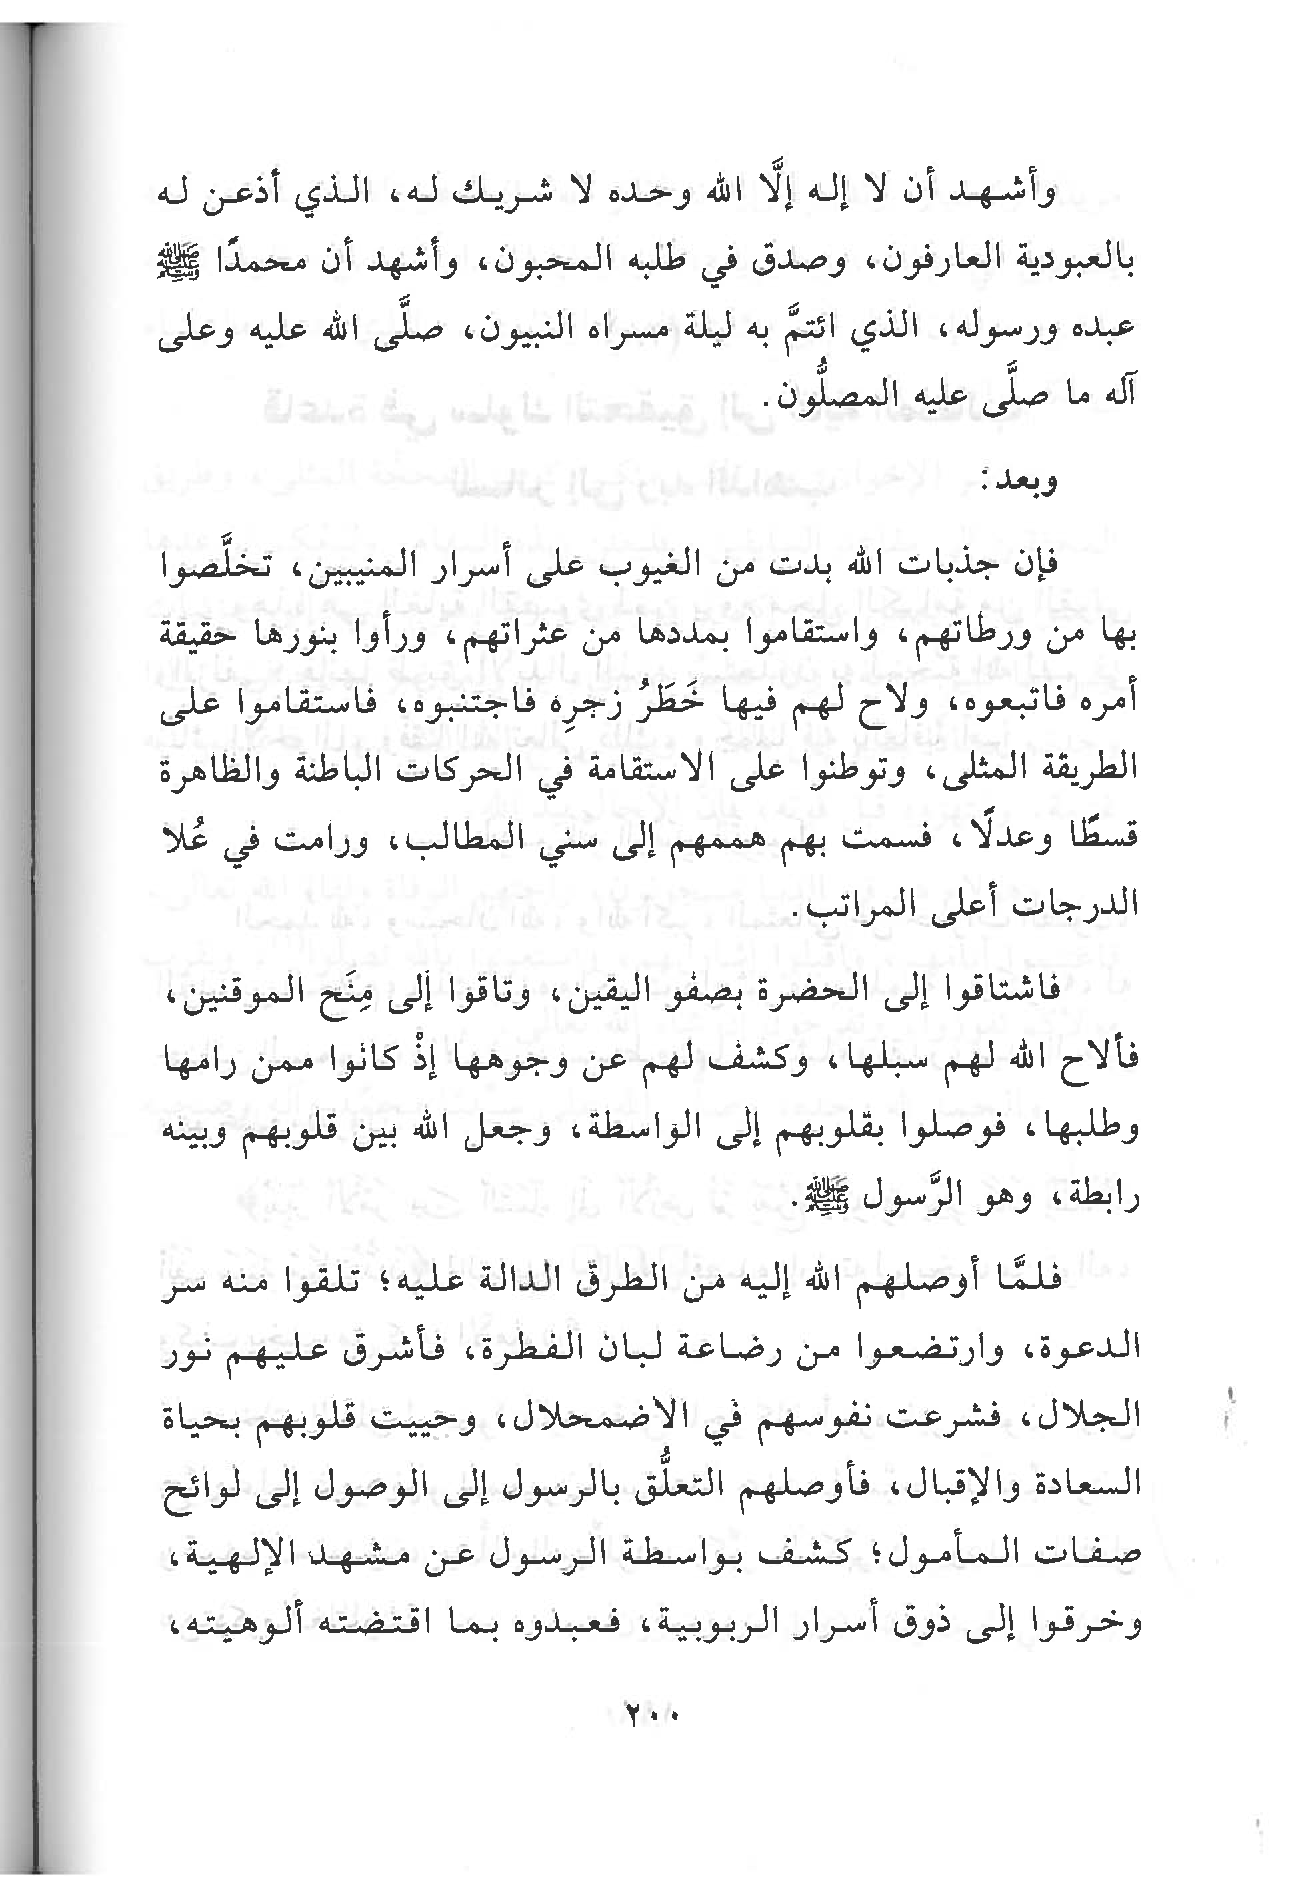 وأشهد أن لا إله إلَّا الله وحده لا شريك له، الذي أذعن له
بالعبودية العارفون، وصدق في طلبه المحبون، وأشهد أن محمدًا ﷺ
عبده ورسوله، الذي ائتمَّ به ليلة مسراه النبيون، صلَّى الله عليه وعلى
آله ما صلَّى عليه المصلُّون.
وبعد:
فإن جذبات الله بدت من الغيوب على أسرار المنيبين، تخلَّصوا
بها من ورطاتهم، واستقاموا بمددها من عثراتهم، ورأوا بنورها حقيقة
أمره فاتبعوه، ولاح لهم فيها خَطَرُ زجرِه فاجتنبوه، فاستقاموا على
الطريقة المثلى، وتوطنوا على الاستقامة في الحركات الباطنة والظاهرة
قسطًا وعدلًا، فسمت بهم هممهم إلى سني المطالب، ورامت في عُلا
الدرجات أعلى المراتب.
فاشتاقوا إلى الحضرة بصفو اليقين، وتاقوا إلى مِنَح الموقنين،
فألاح الله لهم سبلها، وكشف لهم عن وجوهها إذْ كانوا ممن رامها
وطلبها، فوصلوا بقلوبهم إلى الواسطة، وجعل الله بين قلوبهم وبينه
رابطة، وهو الرَّسول ﷺ.
فلمَّا أوصلهم الله إليه من الطرق الدالة عليه؛ تلقوا منه سر
الدعوة، وارتضعوا من رضاعة لبان الفطرة، فأشرق عليهم نور
الجلال، فشرعت نفوسهم في الاضمحلال، وحييت قلوبهم بحياة
السعادة والإقبال، فأوصلهم التعلُّق بالرسول إلى الوصول إلى لوائح
صفات المأمول؛ كشف بواسطة الرسول عن مشهد الإلهية،
وخرقوا إلى ذوق أسرار الربوبية، فعبدوه بما اقتضته ألوهيته،
٢٠٠